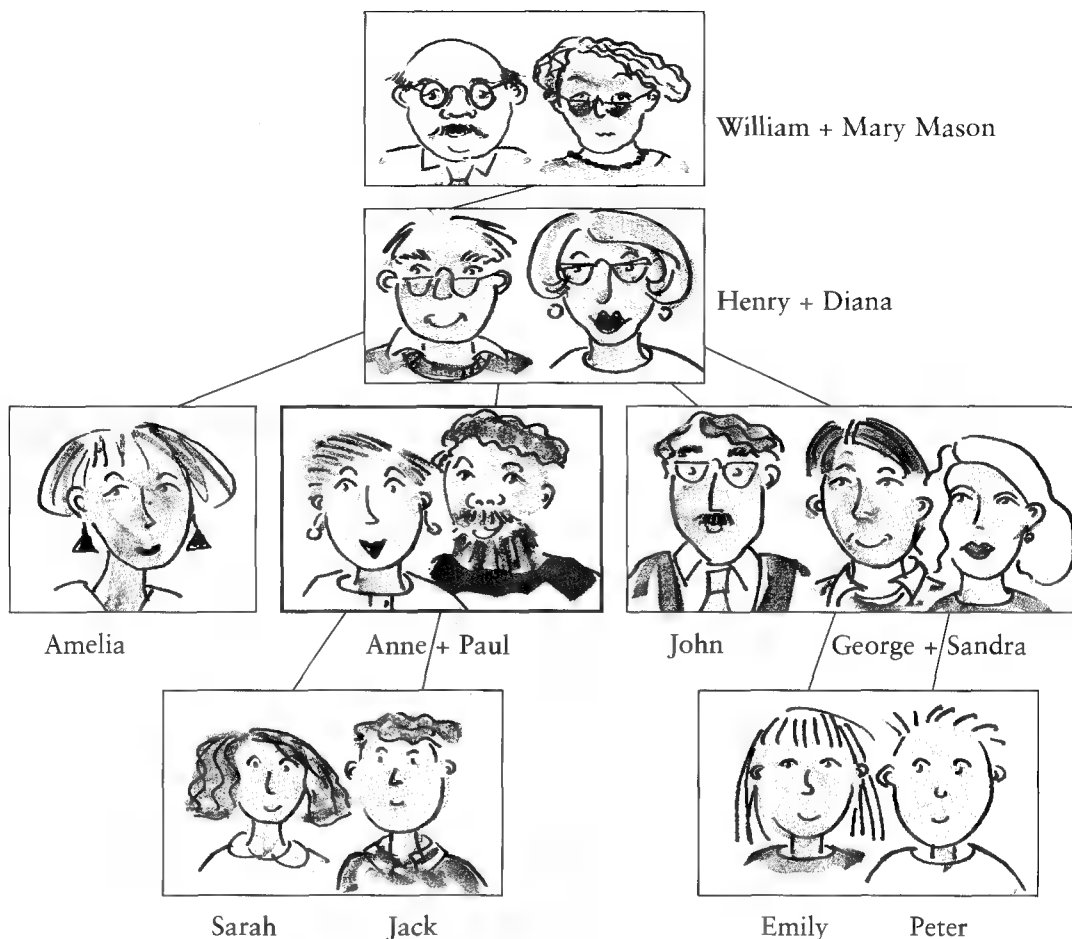 William + Mary Mason
Henry + Diana
Amelia
Anne + Paul
John
George + Sandra
Sarah
Jack
Emily
Peter